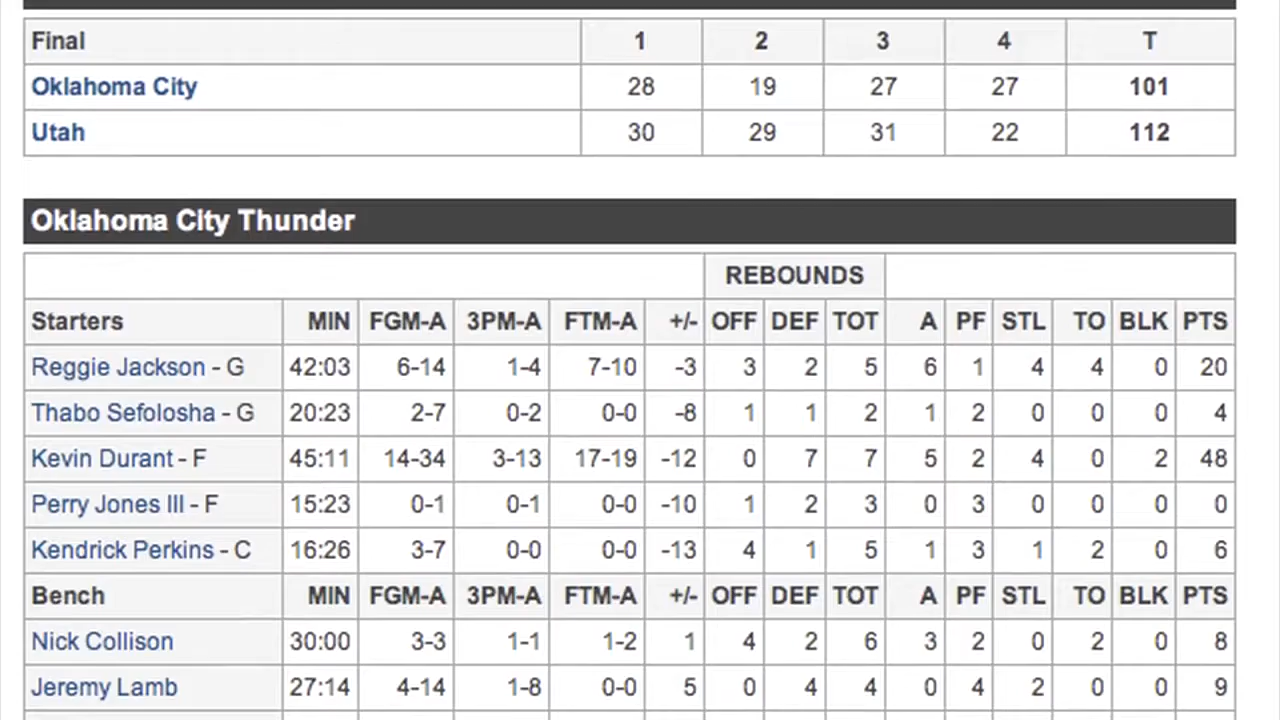 Final 1 2 3 4 T
Oklahoma City 28 19 27 27 101
Utah 30 29 31 22 112
Oklahoma City Thunder
REBOUNDS
Starters MIN FGM-A 3PM-A FTM-A +/- OFF DEF TOT A PF STL TO BLK PTS
Reggie Jackson - G 42:03 6-14 1-4 7-10 -3 3 2 5 6 1 4 4 0 20
Thabo Sefolosha - G 20:23 2-7 0-2 0-0 -8 1 1 2 1 2 0 0 0 4
Kevin Durant - F 45:11 14-34 3-13 17-19 -12 0 7 7 5 2 4 0 2 48
Perry Jones III - F 15:23 0-1 0-1 0-0 -10 1 2 3 0 3 0 0 0 0
Kendrick Perkins - C 16:26 3-7 0-0 0-0 -13 4 1 5 1 3 1 2 0 6
Bench MIN FGM-A 3PM-A FTM-A +/- OFF DEF TOT A PF STL TO BLK PTS
Nick Collison 30:00 3-3 1-1 1-2 1 4 2 6 3 2 0 2 0 8
Jeremy Lamb 27:14 4-14 1-8 0-0 5 0 4 4 0 4 2 0 0 9